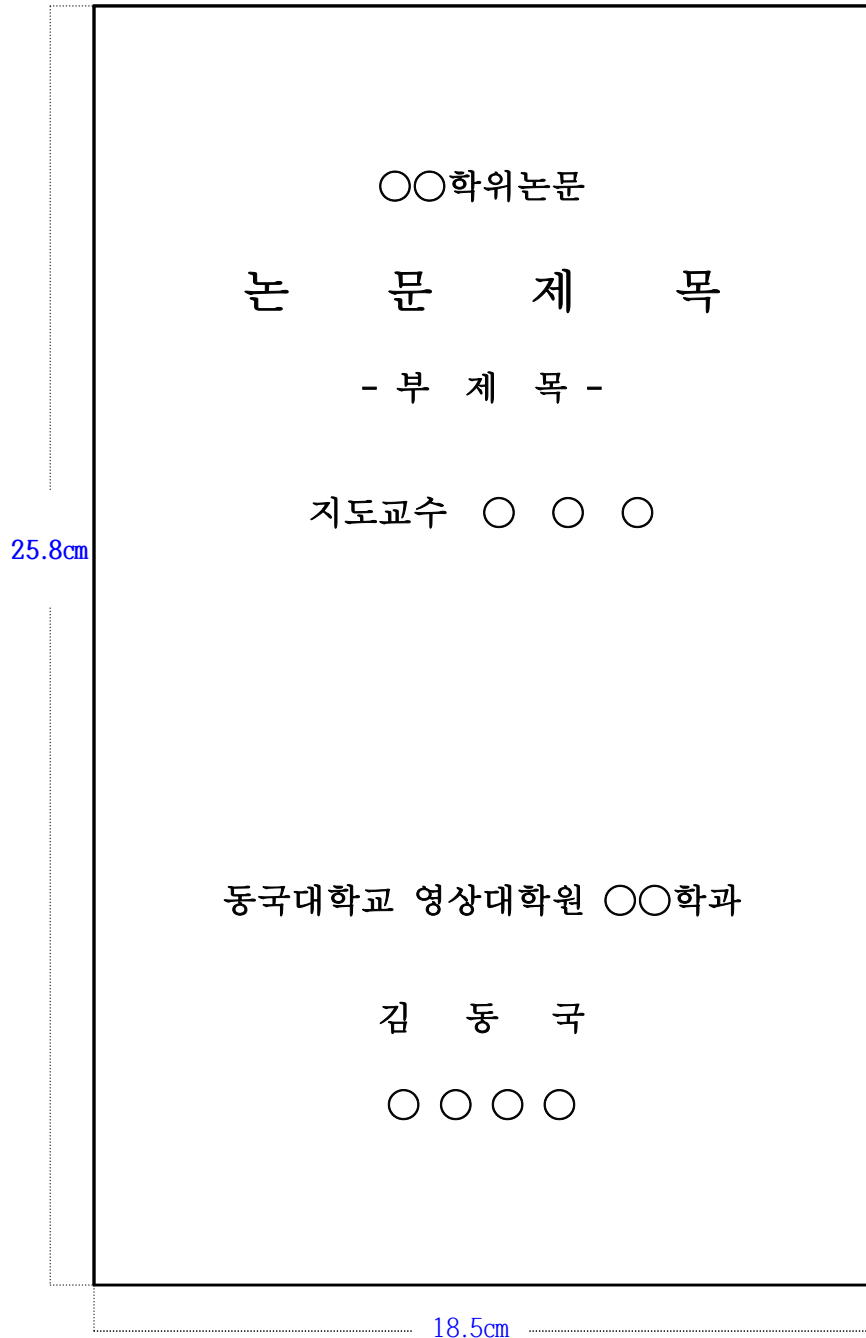 ○○학위논문
논 문 제 목
- 부 제 목 -
지도교수 ○ ○ ○
25.8cm
동국대학교 영상대학원 ○○학과
김 동 국
○ ○ ○ ○
18.5cm